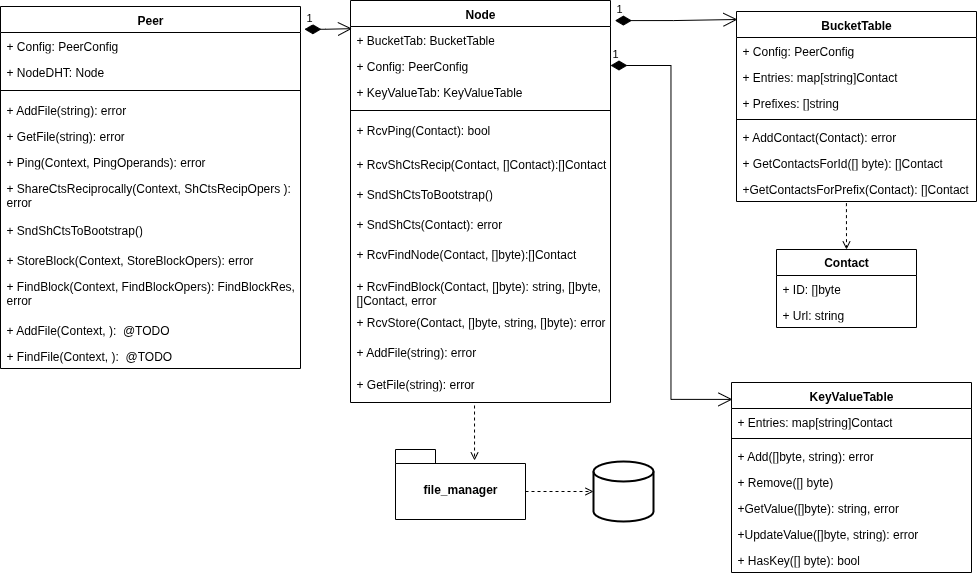 Peer
+ Config: PeerConfig
+ NodeDHT: Node
+ AddFile(string): error
+ GetFile(string): error
+ Ping(Context, PingOperands): error
+ ShareCtsReciprocally(Context, ShCtsRecipOpers ):
error
+ SndShCtsToBootstrap()
+ StoreBlock(Context, StoreBlockOpers): error
+ FindBlock(Context, FindBlockOpers): FindBlockRes,
error
+ AddFile(Context, ): @TODO
+ FindFile(Context, ): @TODO
1
Node
+ BucketTab: BucketTable
+ Config: PeerConfig
+ KeyValueTab: KeyValueTable
+ RcvPing(Contact): bool
+ RcvShCtsRecip(Contact, []Contact):[]Contact
+ SndShCtsToBootstrap()
+ SndShCts(Contact): error
+ RcvFindNode(Contact, []byte):[]Contact
+ RcvFindBlock(Contact, []byte): string, []byte,
[]Contact, error
+ RcvStore(Contact, []byte, string, []byte): error
+ AddFile(string): error
+ GetFile(string): error
1
1
BucketTable
+ Config: PeerConfig
+ Entries: map[string]Contact
+ Prefixes: []string
+ AddContact(Contact): error
+ GetContactsForId([] byte): []Contact
+GetContactsForPrefix(Contact): []Contact
Contact
+ ID: []byte
+ Url: string
KeyValueTable
+ Entries: map[string]Contact
+ Add([]byte, string): error
+ Remove([] byte)
+GetValue([]byte): string, error
+UpdateValue([]byte, string): error
+ HasKey([] byte): bool
file_manager